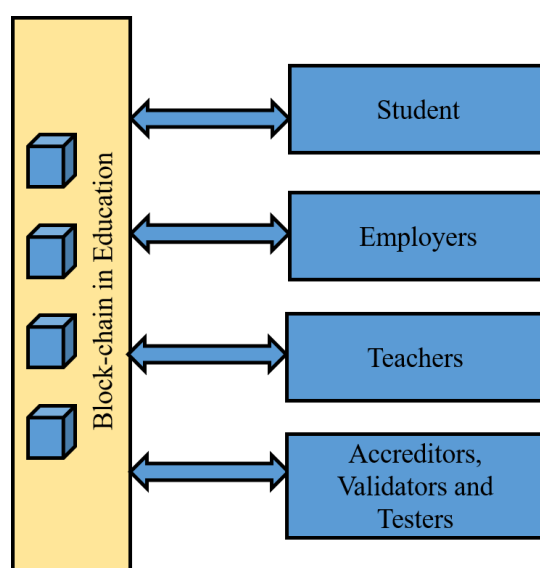 Block-chain in Education
Student
Employers
Teachers
Accreditors,
Validators and
Testers